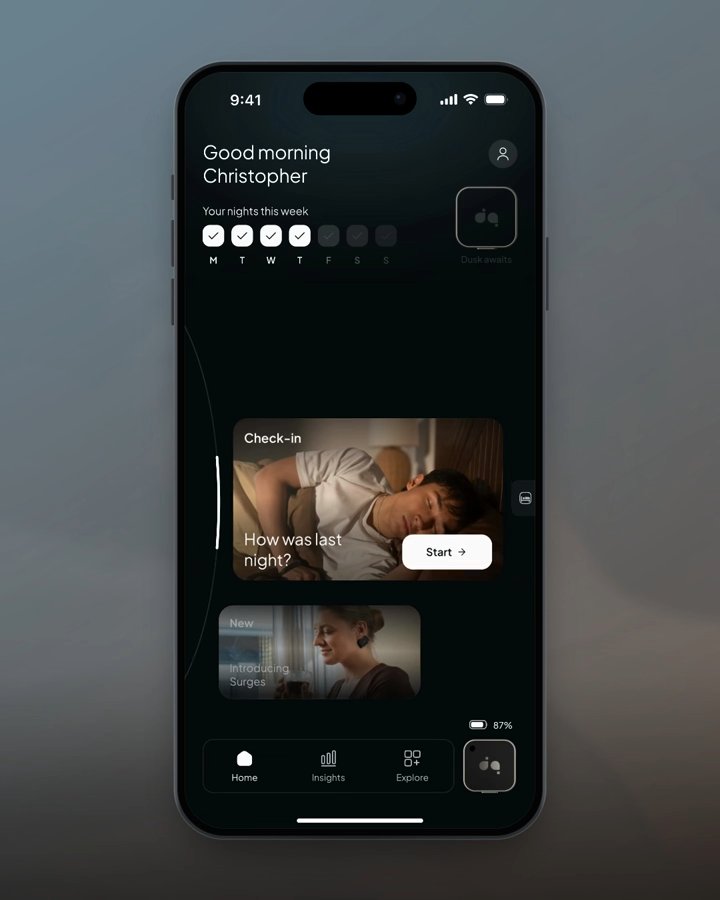 9:41
Good morning
Christopher
Your nights this week
M T W T F S S
Dusk awaits
Check-in
How was last
night?
Start →
New
Introducing
Surges
87%
Home Insights Explore